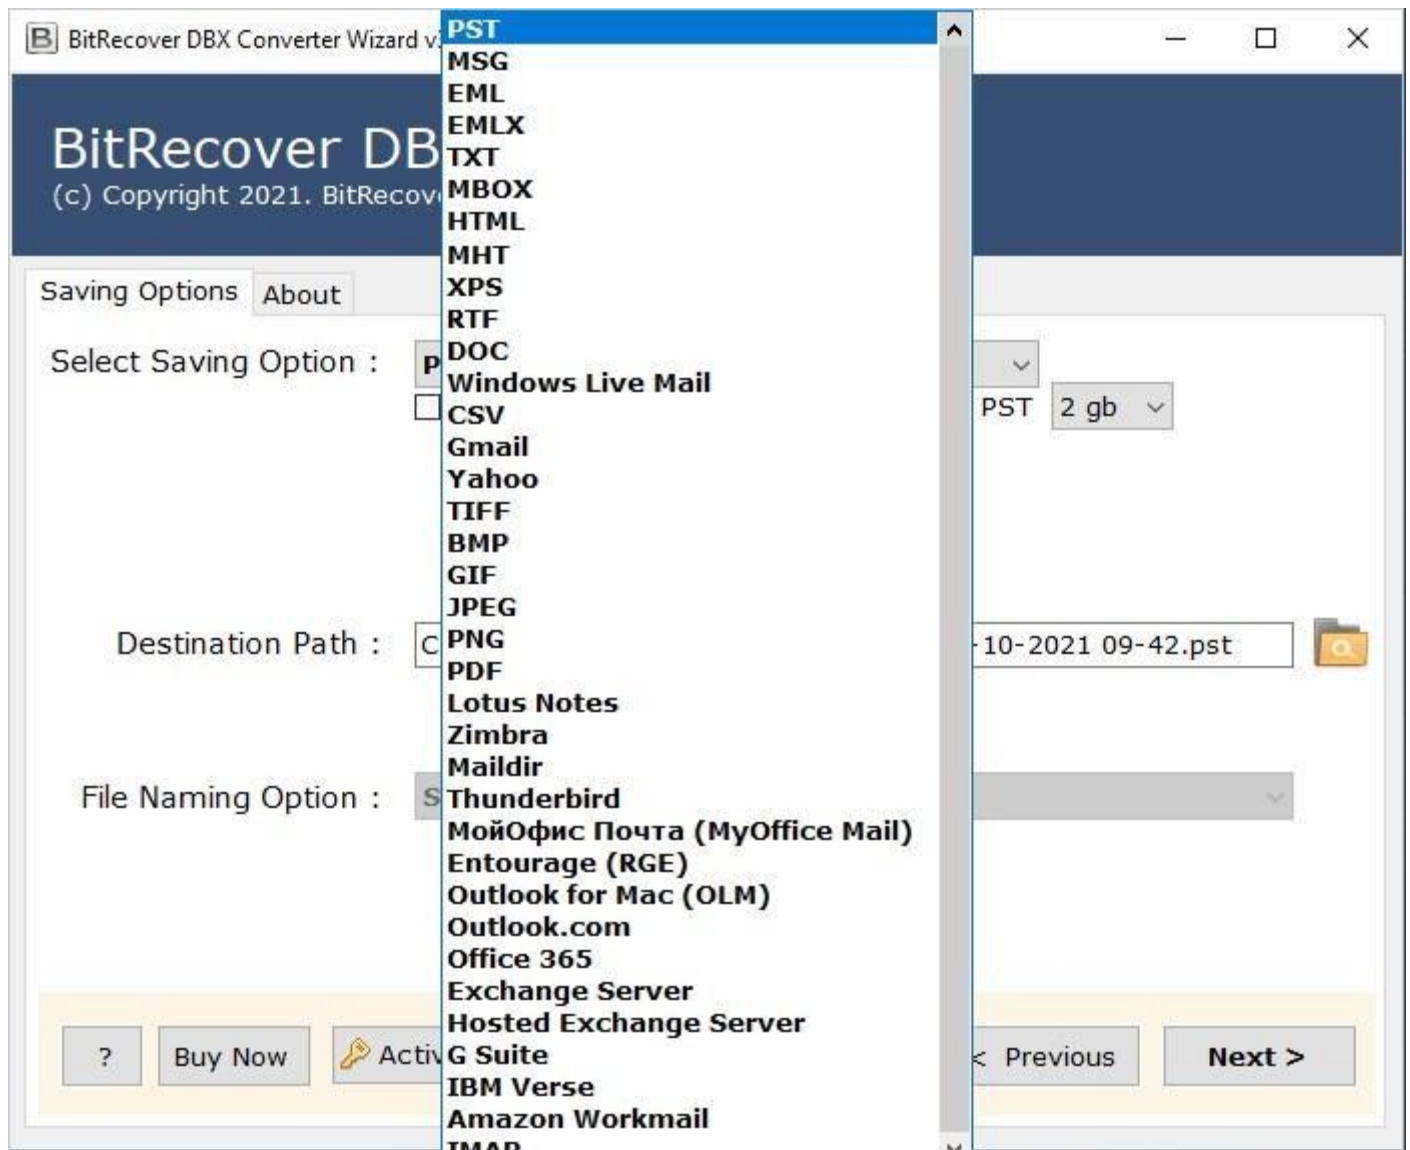 BitRecover DBX Converter Wizard
PST
MSG
EML
EMLX
TXT
MBOX
HTML
MHT
XPS
RTF
DOC
Windows Live Mail
CSV
Gmail
Yahoo
TIFF
BMP
GIF
JPEG
PNG
PDF
Lotus Notes
Zimbra
Maildir
Thunderbird
МойОфис Почта (MyOffice Mail)
Entourage (RGE)
Outlook for Mac (OLM)
Outlook.com
Office 365
Exchange Server
Hosted Exchange Server
G Suite
IBM Verse
Amazon Workmail
IMAP
BitRecover DB
(c) Copyright 2021. BitRecov
Saving Options
About
Select Saving Option :
PST 2 gb
Destination Path :
-10-2021 09-42.pst
File Naming Option :
?
Buy Now
Activ
< Previous
Next >